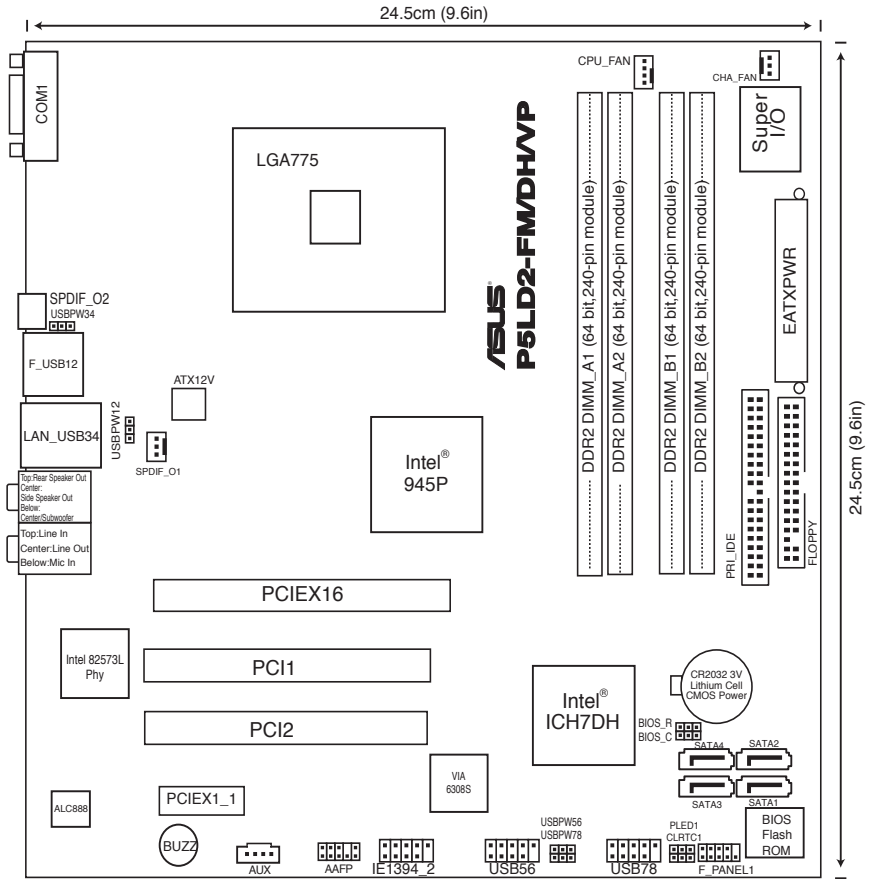 24.5cm (9.6in)
COM1
CPU_FAN
CHA_FAN
Super
I/O
LGA775
ASUS
P5LD2-FM/DH/VP
DDR2 DIMM_A1 (64 bit,240-pin module)
DDR2 DIMM_A2 (64 bit,240-pin module)
DDR2 DIMM_B1 (64 bit,240-pin module)
DDR2 DIMM_B2 (64 bit,240-pin module)
EATXPWR
24.5cm (9.6in)
SPDIF_O2
USBPW34
F_USB12
ATX12V
LAN_USB34
USBPW12
SPDIF_O1
Intel®
945P
Top:Rear Speaker Out
Center:
Side Speaker Out
Below:
Center/Subwoofer
Top:Line In
Center:Line Out
Below:Mic In
PRI_IDE
FLOPPY
PCIEX16
Intel 82573L
Phy
PCI1
PCI2
Intel®
ICH7DH
CR2032 3V
Lithium Cell
CMOS Power
BIOS_R
BIOS_C
SATA4
SATA2
SATA3
SATA1
VIA
6308S
ALC888
PCIEX1_1
BUZZ
AUX
AAFP
IE1394_2
USB56
USBPW56
USBPW78
USB78
PLED1
CLRTC1
F_PANEL1
BIOS
Flash
ROM